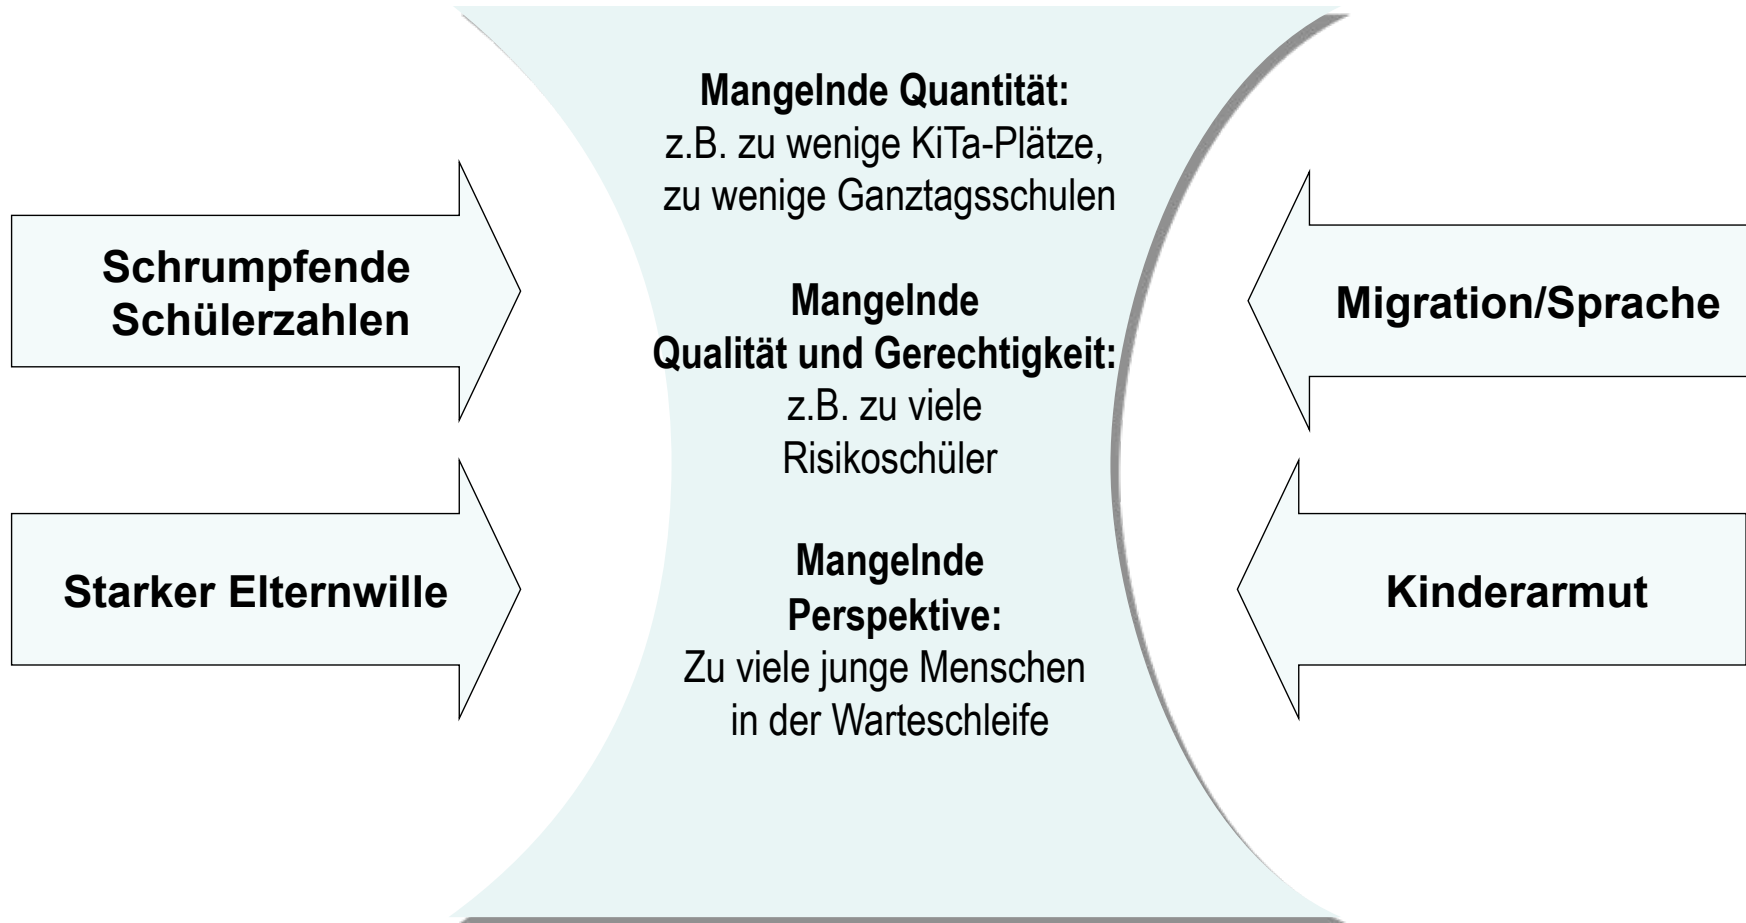 Mangelnde Quantität:
z.B. zu wenige KiTa-Plätze,
zu wenige Ganztagsschulen
Schrumpfende
Schülerzahlen
Mangelnde
Qualität und Gerechtigkeit:
z.B. zu viele
Risikoschüler
Migration/Sprache
Starker Elternwille
Mangelnde
Perspektive:
Zu viele junge Menschen
in der Warteschleife
Kinderarmut